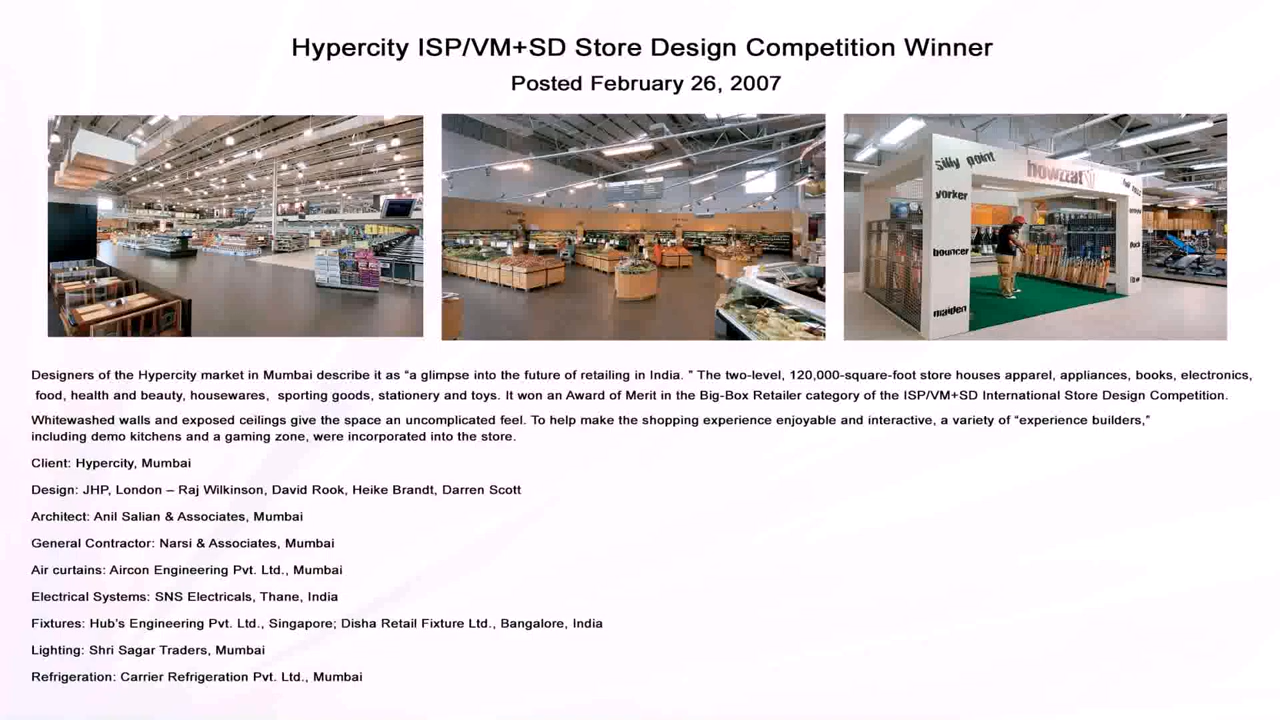 Hypercity ISP/VM+SD Store Design Competition Winner
Posted February 26, 2007
silly point
howzzat
yorker
bouncer
maiden
Designers of the Hypercity market in Mumbai describe it as “a glimpse into the future of retailing in India. ” The two-level, 120,000-square-foot store houses apparel, appliances, books, electronics,
food, health and beauty, housewares, sporting goods, stationery and toys. It won an Award of Merit in the Big-Box Retailer category of the ISP/VM+SD International Store Design Competition.
Whitewashed walls and exposed ceilings give the space an uncomplicated feel. To help make the shopping experience enjoyable and interactive, a variety of “experience builders,”
including demo kitchens and a gaming zone, were incorporated into the store.
Client: Hypercity, Mumbai
Design: JHP, London – Raj Wilkinson, David Rook, Heike Brandt, Darren Scott
Architect: Anil Salian & Associates, Mumbai
General Contractor: Narsi & Associates, Mumbai
Air curtains: Aircon Engineering Pvt. Ltd., Mumbai
Electrical Systems: SNS Electricals, Thane, India
Fixtures: Hub’s Engineering Pvt. Ltd., Singapore; Disha Retail Fixture Ltd., Bangalore, India
Lighting: Shri Sagar Traders, Mumbai
Refrigeration: Carrier Refrigeration Pvt. Ltd., Mumbai